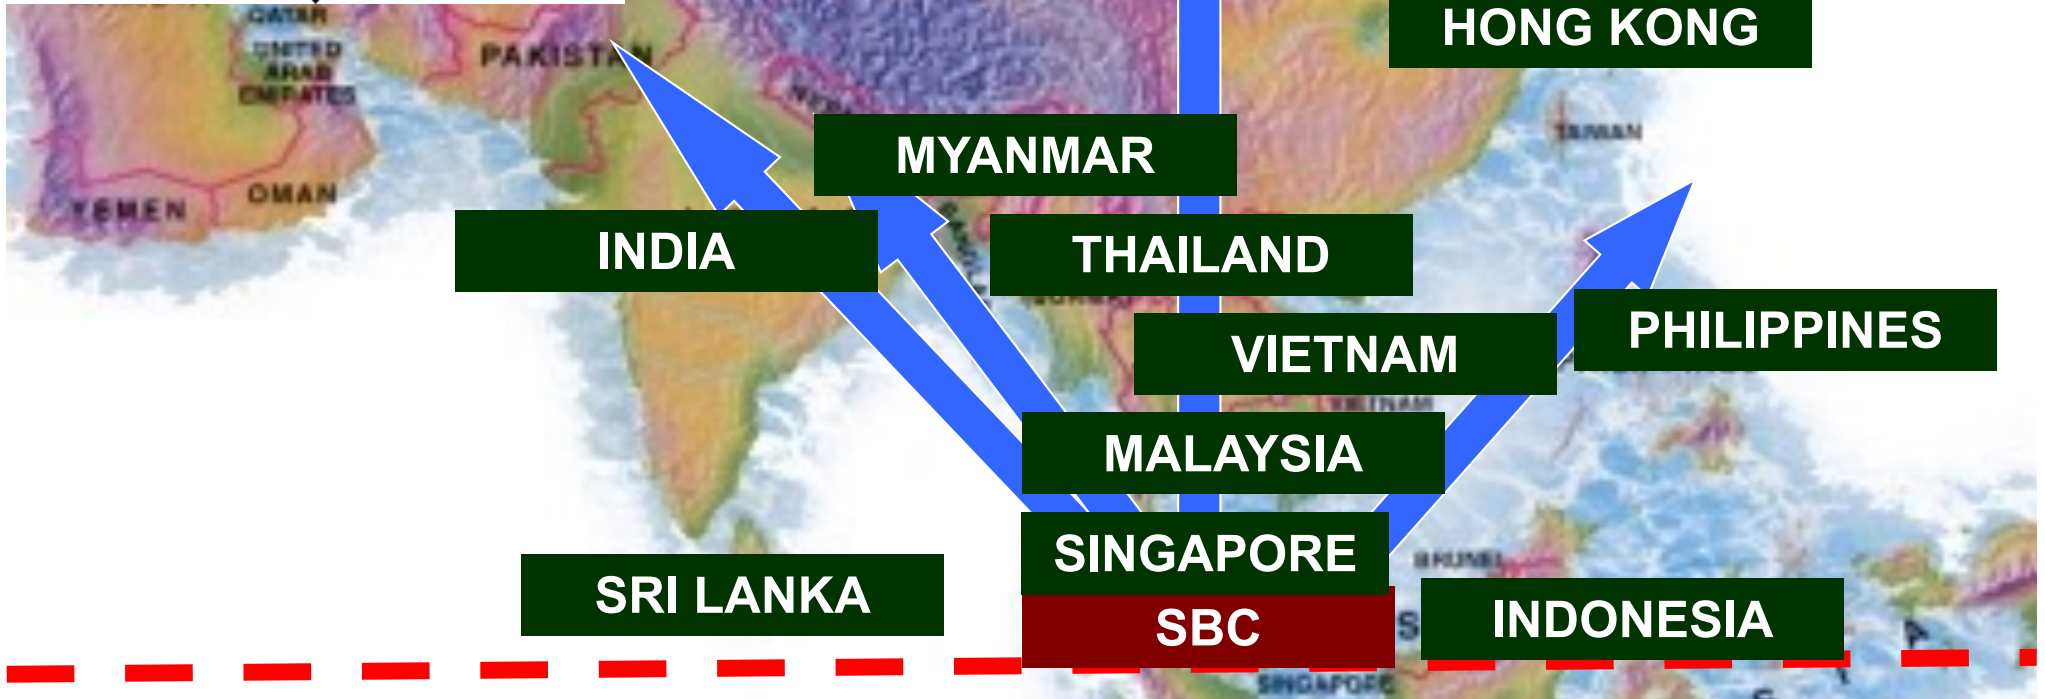 HONG KONG
QATAR
UNITED
ARAB
EMIRATES
PAKISTAN
TAIWAN
MYANMAR
YEMEN
OMAN
INDIA
THAILAND
PHILIPPINES
VIETNAM
VIETNAM
MALAYSIA
SINGAPORE
BRUNEI
SRI LANKA
SBC
INDONESIA
SINGAPORE